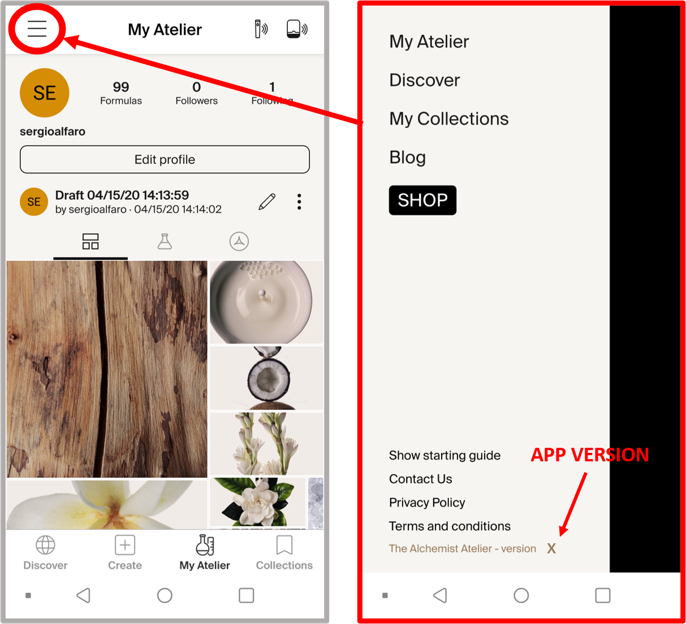 My Atelier
SE
99
Formulas
0
Followers
1
Following
sergioalfaro
Edit profile
SE
Draft 04/15/20 14:13:59
by sergioalfaro · 04/15/20 14:14:02
Discover
Create
My Atelier
Collections
My Atelier
Discover
My Collections
Blog
SHOP
Show starting guide
APP VERSION
Contact Us
Privacy Policy
Terms and conditions
The Alchemist Atelier - version X